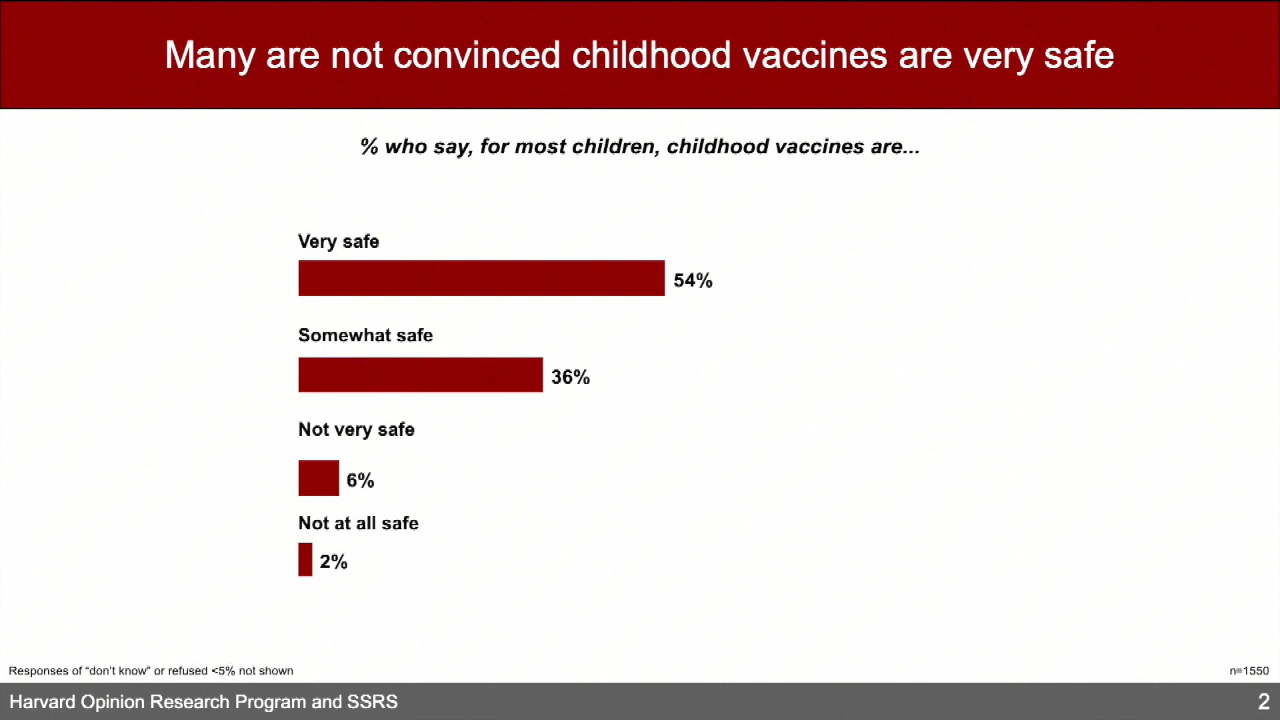 Many are not convinced childhood vaccines are very safe
% who say, for most children, childhood vaccines are...
Very safe
54%
Somewhat safe
36%
Not very safe
6%
Not at all safe
2%
Responses of “don’t know” or refused <5% not shown
n=1550
Harvard Opinion Research Program and SSRS
2